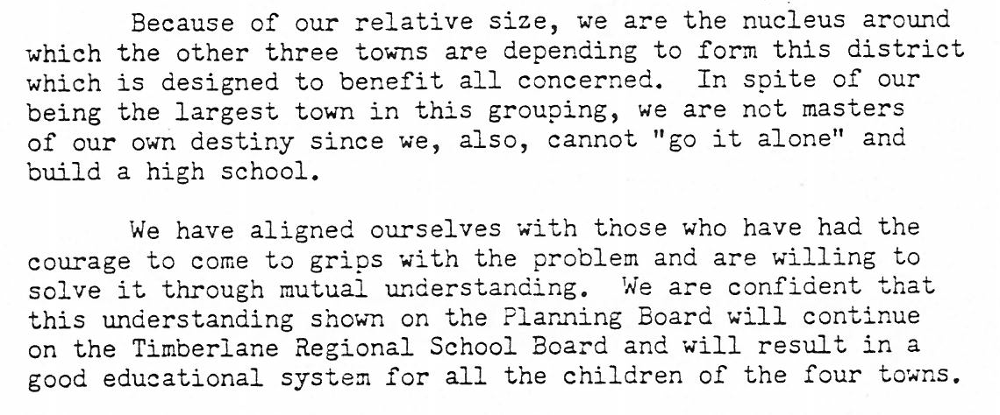 Because of our relative size, we are the nucleus around
which the other three towns are depending to form this district
which is designed to benefit all concerned. In spite of our
being the largest town in this grouping, we are not masters
of our own destiny since we, also, cannot "go it alone" and
build a high school.
We have aligned ourselves with those who have had the
courage to come to grips with the problem and are willing to
solve it through mutual understanding. We are confident that
this understanding shown on the Planning Board will continue
on the Timberlane Regional School Board and will result in a
good educational system for all the children of the four towns.